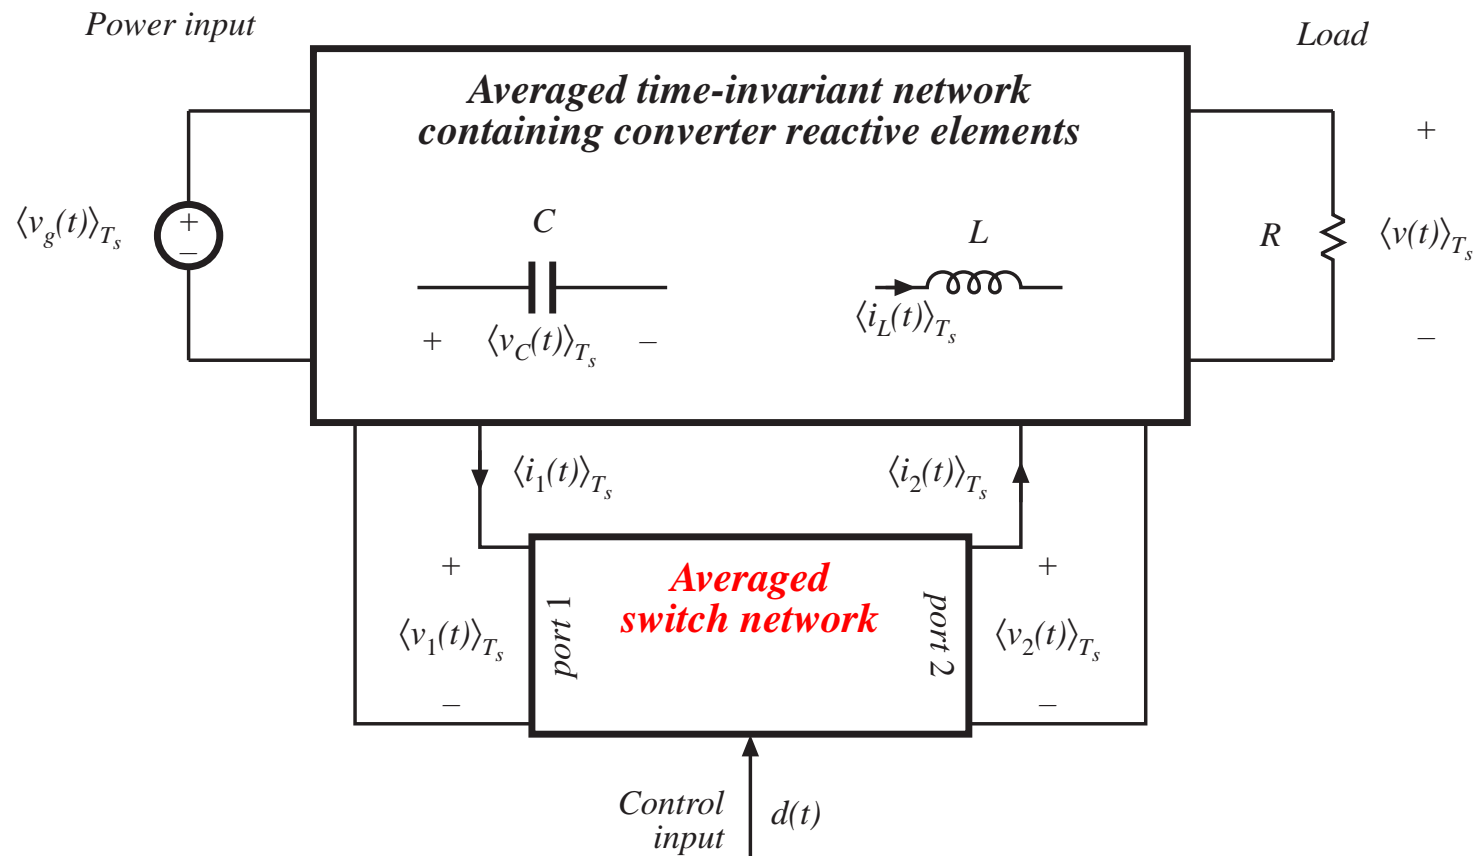 Power input
Load
Averaged time-invariant network
containing converter reactive elements
+
⟨v_g(t)⟩_{T_s}
+
–
C
L
R
⟨v(t)⟩_{T_s}
+
⟨v_C(t)⟩_{T_s}
–
⟨i_L(t)⟩_{T_s}
–
⟨i_1(t)⟩_{T_s}
⟨i_2(t)⟩_{T_s}
+
⟨v_1(t)⟩_{T_s}
–
port 1
Averaged
switch network
port 2
+
⟨v_2(t)⟩_{T_s}
–
Control
input
d(t)